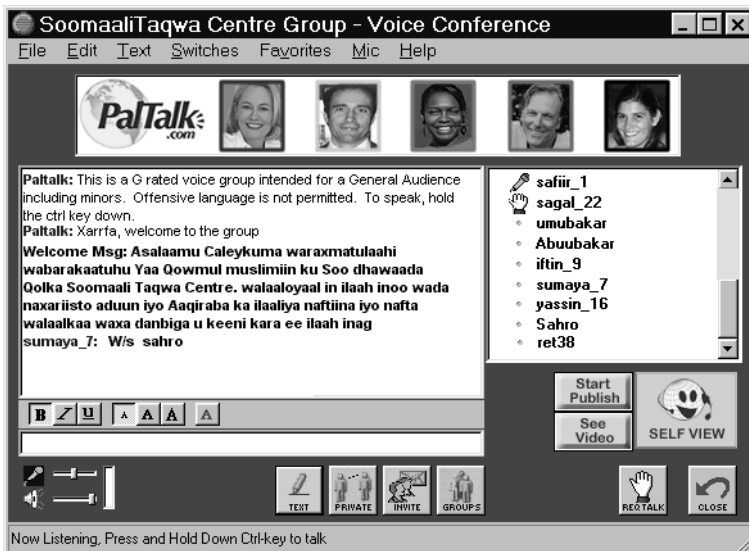 SoomaaliTaqwa Centre Group - Voice Conference
File Edit Text Switches Favorites Mic Help
PalTalk
.com
Paltalk: This is a G rated voice group intended for a General Audience
including minors. Offensive language is not permitted. To speak, hold
the ctrl key down.
Paltalk: Xarrfa, welcome to the group
Welcome Msg: Asalaamu Caleykuma waraxmatulaahi
wabarakaatuhu Yaa Qowmul muslimiin ku Soo dhawaada
Qolka Soomaali Taqwa Centre. walaaloyaal in ilaah inoo wada
naxariisto aduun iyo Aaqiraba ka ilaaliya naftiina iyo nafta
walaalkaa waxa danbiga u keeni kara ee ilaah inag
sumaya_7: W/s sahro
safiir_1
sagal_22
umubakar
Abuubakar
iftin_9
sumaya_7
yassin_16
Sahro
ret38
B I U A A A A
Start
Publish
See
Video
SELF VIEW
TEXT PRIVATE INVITE GROUPS REQ TALK CLOSE
Now Listening, Press and Hold Down Ctrl-key to talk